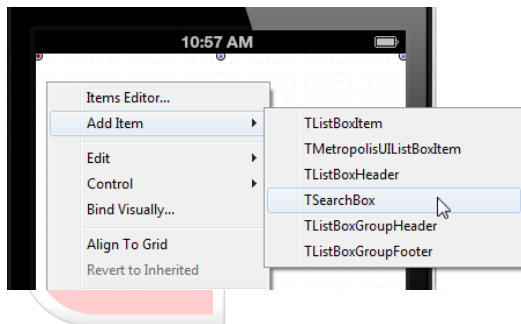 10:57 AM
Items Editor...
Add Item
Edit
Control
Bind Visually...
Align To Grid
Revert to Inherited
TListBoxItem
TMetropolisUIListBoxItem
TListBoxHeader
TSearchBox
TListBoxGroupHeader
TListBoxGroupFooter